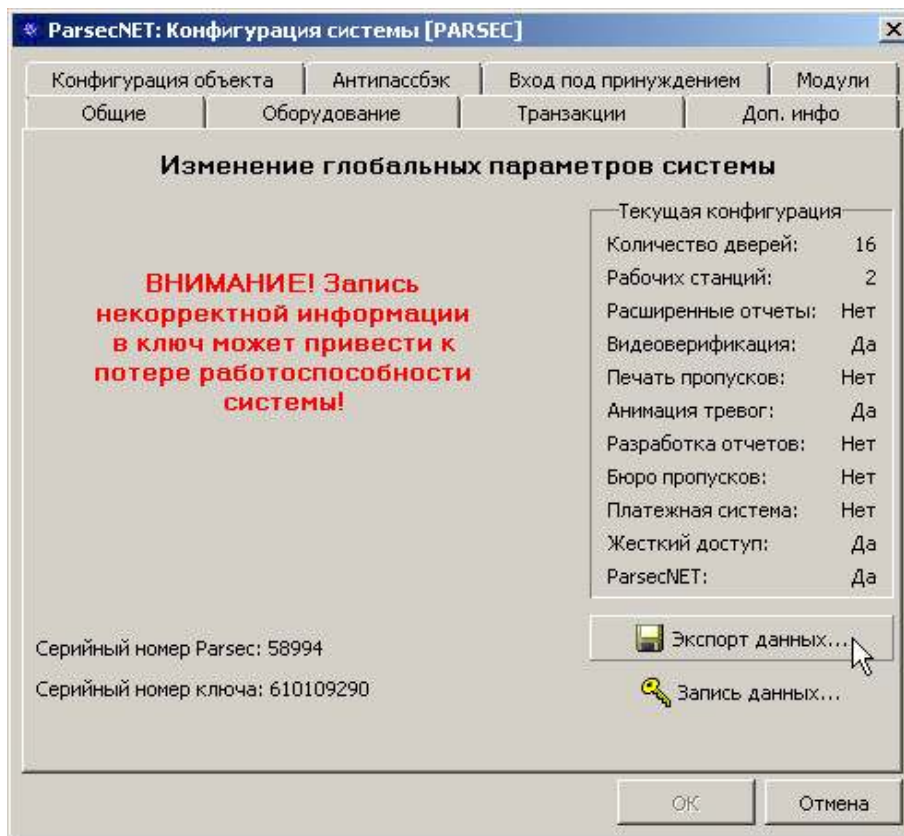 ParsecNET: Конфигурация системы [PARSEC]
Конфигурация объекта Антипассбэк Вход под принуждением Модули
Общие Оборудование Транзакции Доп. инфо
Изменение глобальных параметров системы
Текущая конфигурация
Количество дверей: 16
Рабочих станций: 2
Расширенные отчеты: Нет
Видеоверификация: Да
Печать пропусков: Нет
Анимация тревог: Да
Разработка отчетов: Нет
Бюро пропусков: Нет
Платежная система: Нет
Жесткий доступ: Да
ParsecNET: Да
ВНИМАНИЕ! Запись
некорректной информации
в ключ может привести к
потере работоспособности
системы!
Серийный номер Parsec: 58994
Серийный номер ключа: 610109290
Экспорт данных...
Запись данных...
OK Отмена